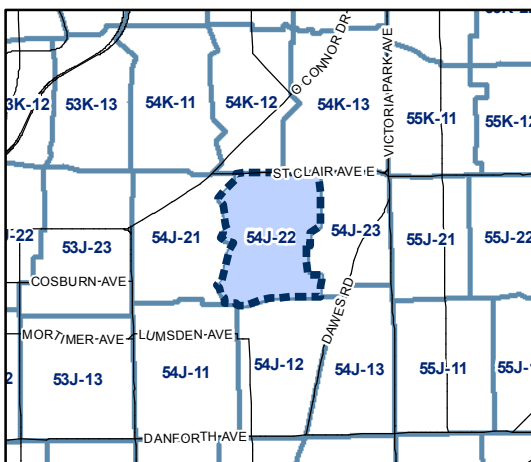 O'CONNOR DR
VICTORIA PARK AVE
53K-13
54K-11
54K-12
54K-13
55K-11
55K-12
3K-12
ST CLAIR AVE E
J-22
53J-23
54J-21
54J-22
54J-23
55J-21
55J-22
COSBURN AVE
DAWES RD
MORTIMER AVE
LUMSDEN AVE
2
53J-13
54J-11
54J-12
54J-13
55J-11
55J-1
DANFORTH AVE